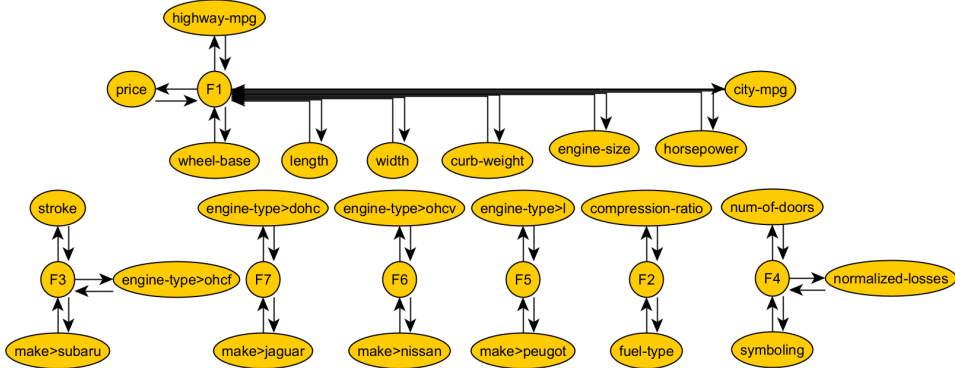 highway-mpg
price
F1
city-mpg
wheel-base
length
width
curb-weight
engine-size
horsepower
stroke
engine-type>dohc
engine-type>ohcv
engine-type>l
compression-ratio
num-of-doors
F3
engine-type>ohcf
F7
F6
F5
F2
F4
normalized-losses
make>subaru
make>jaguar
make>nissan
make>peugot
fuel-type
symboling